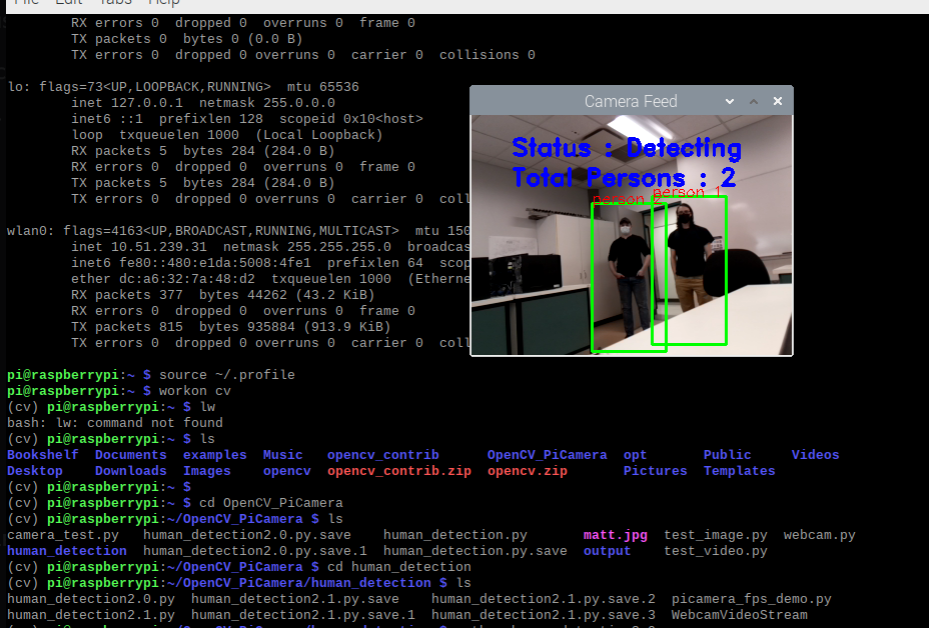 File Edit Tabs Help
RX errors 0 dropped 0 overruns 0 frame 0
TX packets 0 bytes 0 (0.0 B)
TX errors 0 dropped 0 overruns 0 carrier 0 collisions 0
lo: flags=73<UP,LOOPBACK,RUNNING> mtu 65536
inet 127.0.0.1 netmask 255.0.0.0
inet6 ::1 prefixlen 128 scopeid 0x10<host>
loop txqueuelen 1000 (Local Loopback)
RX packets 5 bytes 284 (284.0 B)
RX errors 0 dropped 0 overruns 0 frame 0
TX packets 5 bytes 284 (284.0 B)
TX errors 0 dropped 0 overruns 0 carrier 0 coll
wlan0: flags=4163<UP,BROADCAST,RUNNING,MULTICAST> mtu 150
inet 10.51.239.31 netmask 255.255.255.0 broadcas
inet6 fe80::480:e1da:5008:4fe1 prefixlen 64 scop
ether dc:a6:32:7a:48:d2 txqueuelen 1000 (Etherne
RX packets 377 bytes 44262 (43.2 KiB)
RX errors 0 dropped 0 overruns 0 frame 0
TX packets 815 bytes 935884 (913.9 KiB)
TX errors 0 dropped 0 overruns 0 carrier 0 coll
Camera Feed
Status : Detecting
Total Persons : 2
person 1
person 2
pi@raspberrypi:~ $ source ~/.profile
pi@raspberrypi:~ $ workon cv
(cv) pi@raspberrypi:~ $ lw
bash: lw: command not found
(cv) pi@raspberrypi:~ $ ls
Bookshelf Documents examples Music opencv_contrib OpenCV_PiCamera opt Public Videos
Desktop Downloads Images opencv opencv_contrib.zip opencv.zip Pictures Templates
(cv) pi@raspberrypi:~ $
(cv) pi@raspberrypi:~ $ cd OpenCV_PiCamera
(cv) pi@raspberrypi:~/OpenCV_PiCamera $ ls
camera_test.py human_detection2.0.py.save human_detection.py matt.jpg test_image.py webcam.py
human_detection human_detection2.0.py.save.1 human_detection.py.save output test_video.py
(cv) pi@raspberrypi:~/OpenCV_PiCamera $ cd human_detection
(cv) pi@raspberrypi:~/OpenCV_PiCamera/human_detection $ ls
human_detection2.0.py human_detection2.1.py.save human_detection2.1.py.save.2 picamera_fps_demo.py
human_detection2.1.py human_detection2.1.py.save.1 human_detection2.1.py.save.3 WebcamVideoStream